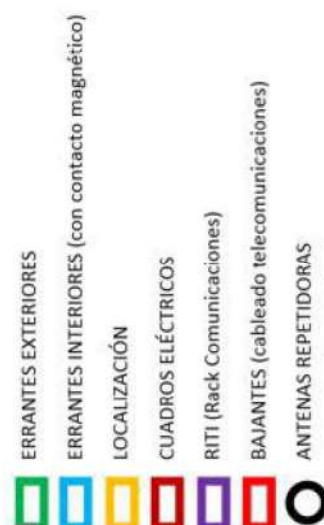 ERRANTES EXTERIORES
ERRANTES INTERIORES (con contacto magnético)
LOCALIZACIÓN
CUADROS ELÉCTRICOS
RITI (Rack Comunicaciones)
BAJANTES (cableado telecomunicaciones)
ANTENAS REPETIDORAS